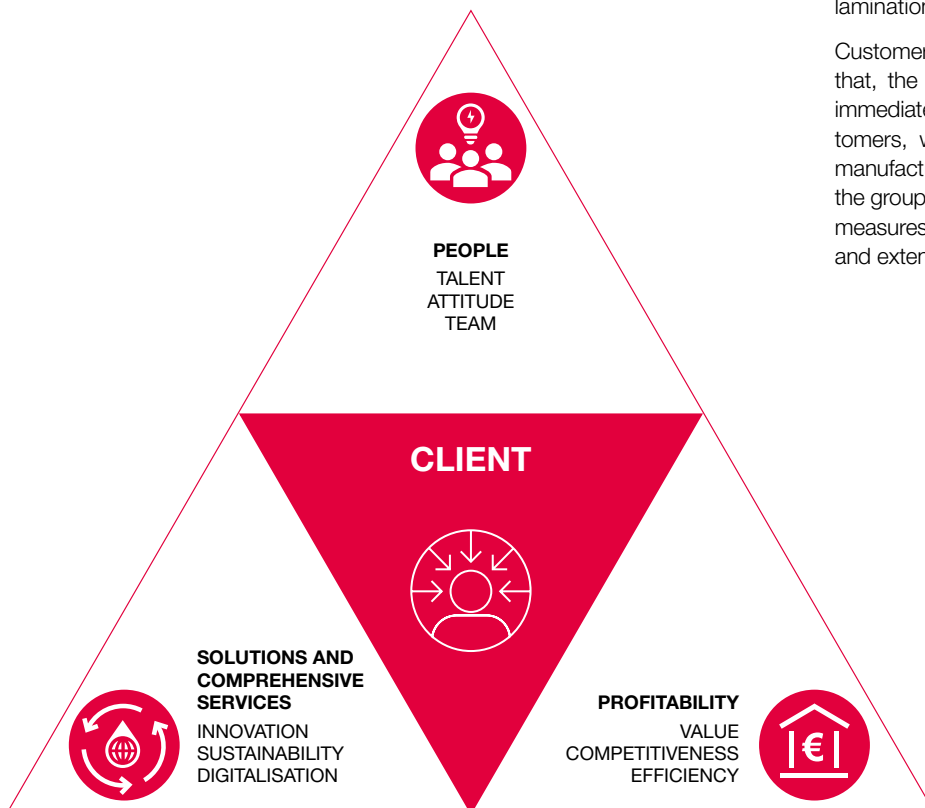 lamination
Customer
that, the
immediate
tomers, w
manufact
the group
measures
and exter
PEOPLE
TALENT
ATTITUDE
TEAM
CLIENT
SOLUTIONS AND
COMPREHENSIVE
SERVICES
INNOVATION
SUSTAINABILITY
DIGITALISATION
PROFITABILITY
VALUE
COMPETITIVENESS
EFFICIENCY
€